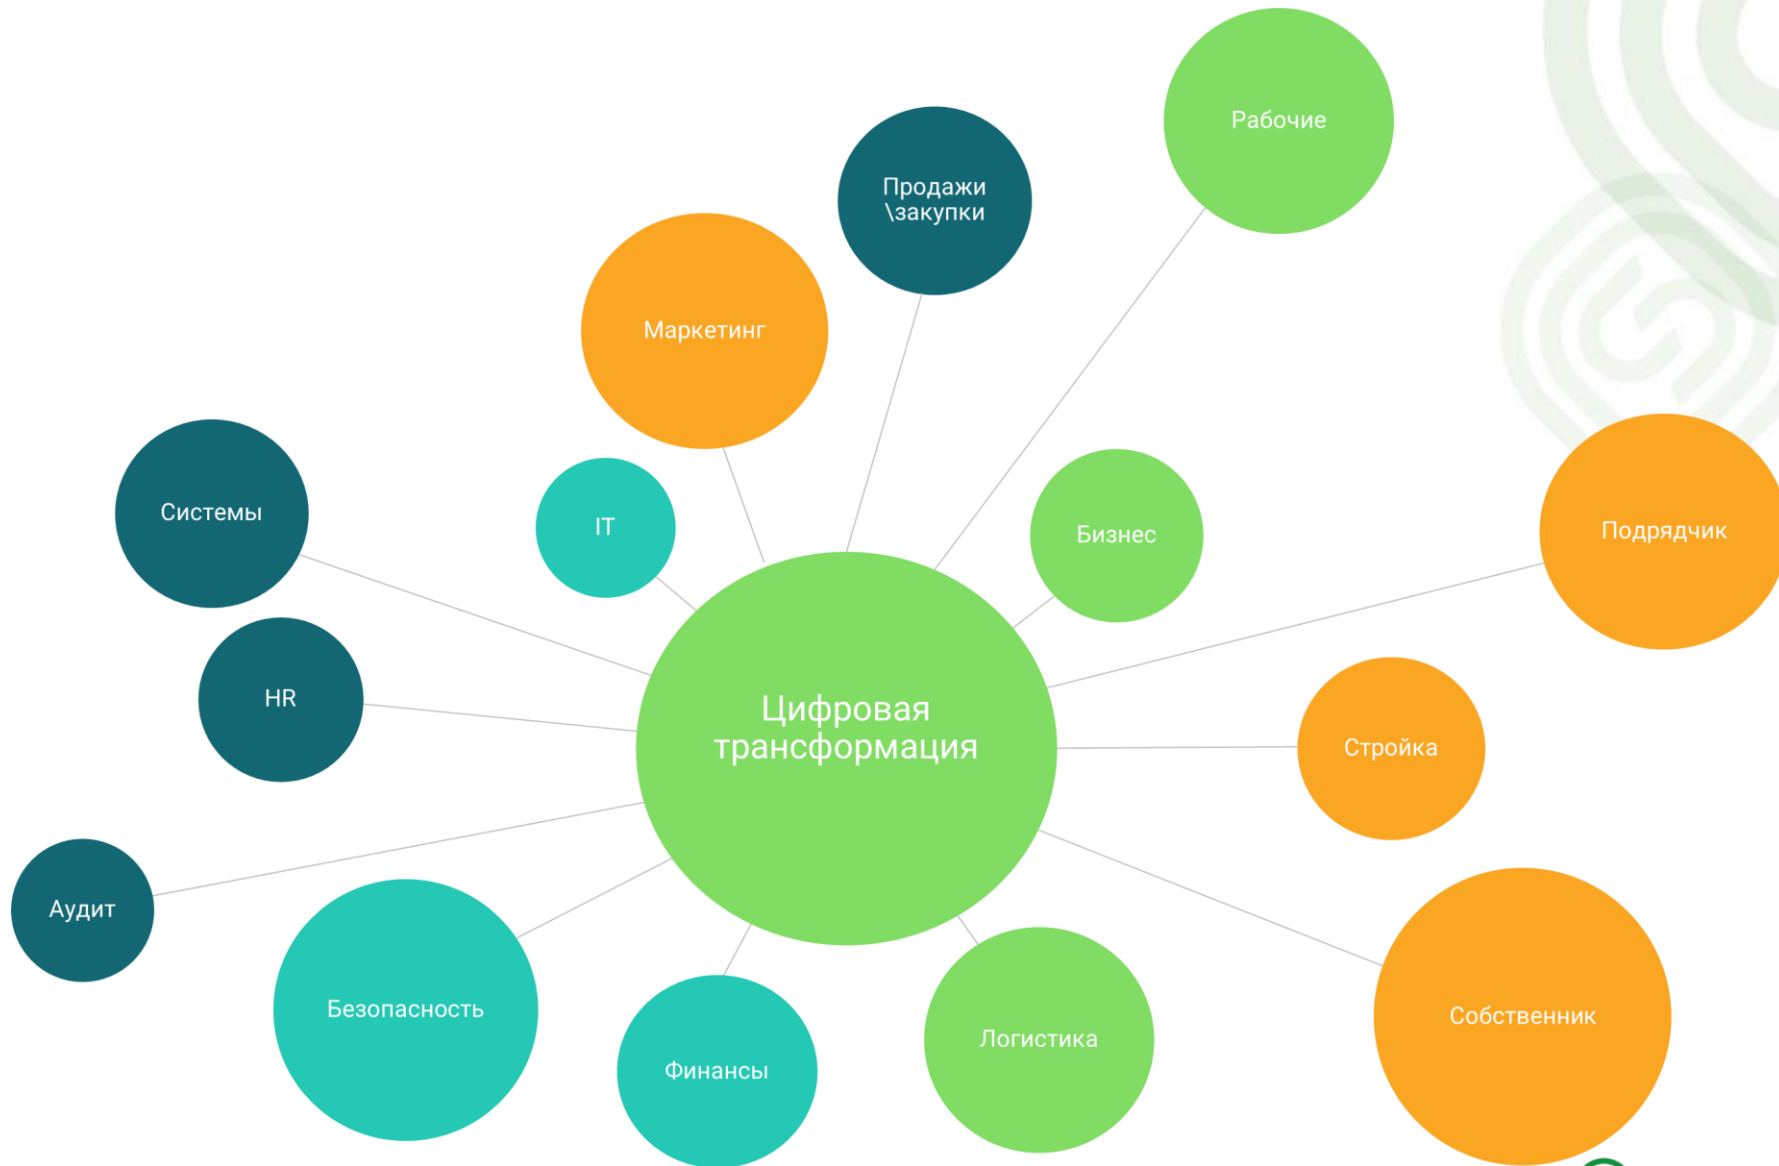 Рабочие
Продажи
\закупки
Маркетинг
Системы
IT
Бизнес
Подрядчик
HR
Цифровая
трансформация
Стройка
Аудит
Безопасность
Собственник
Логистика
Финансы